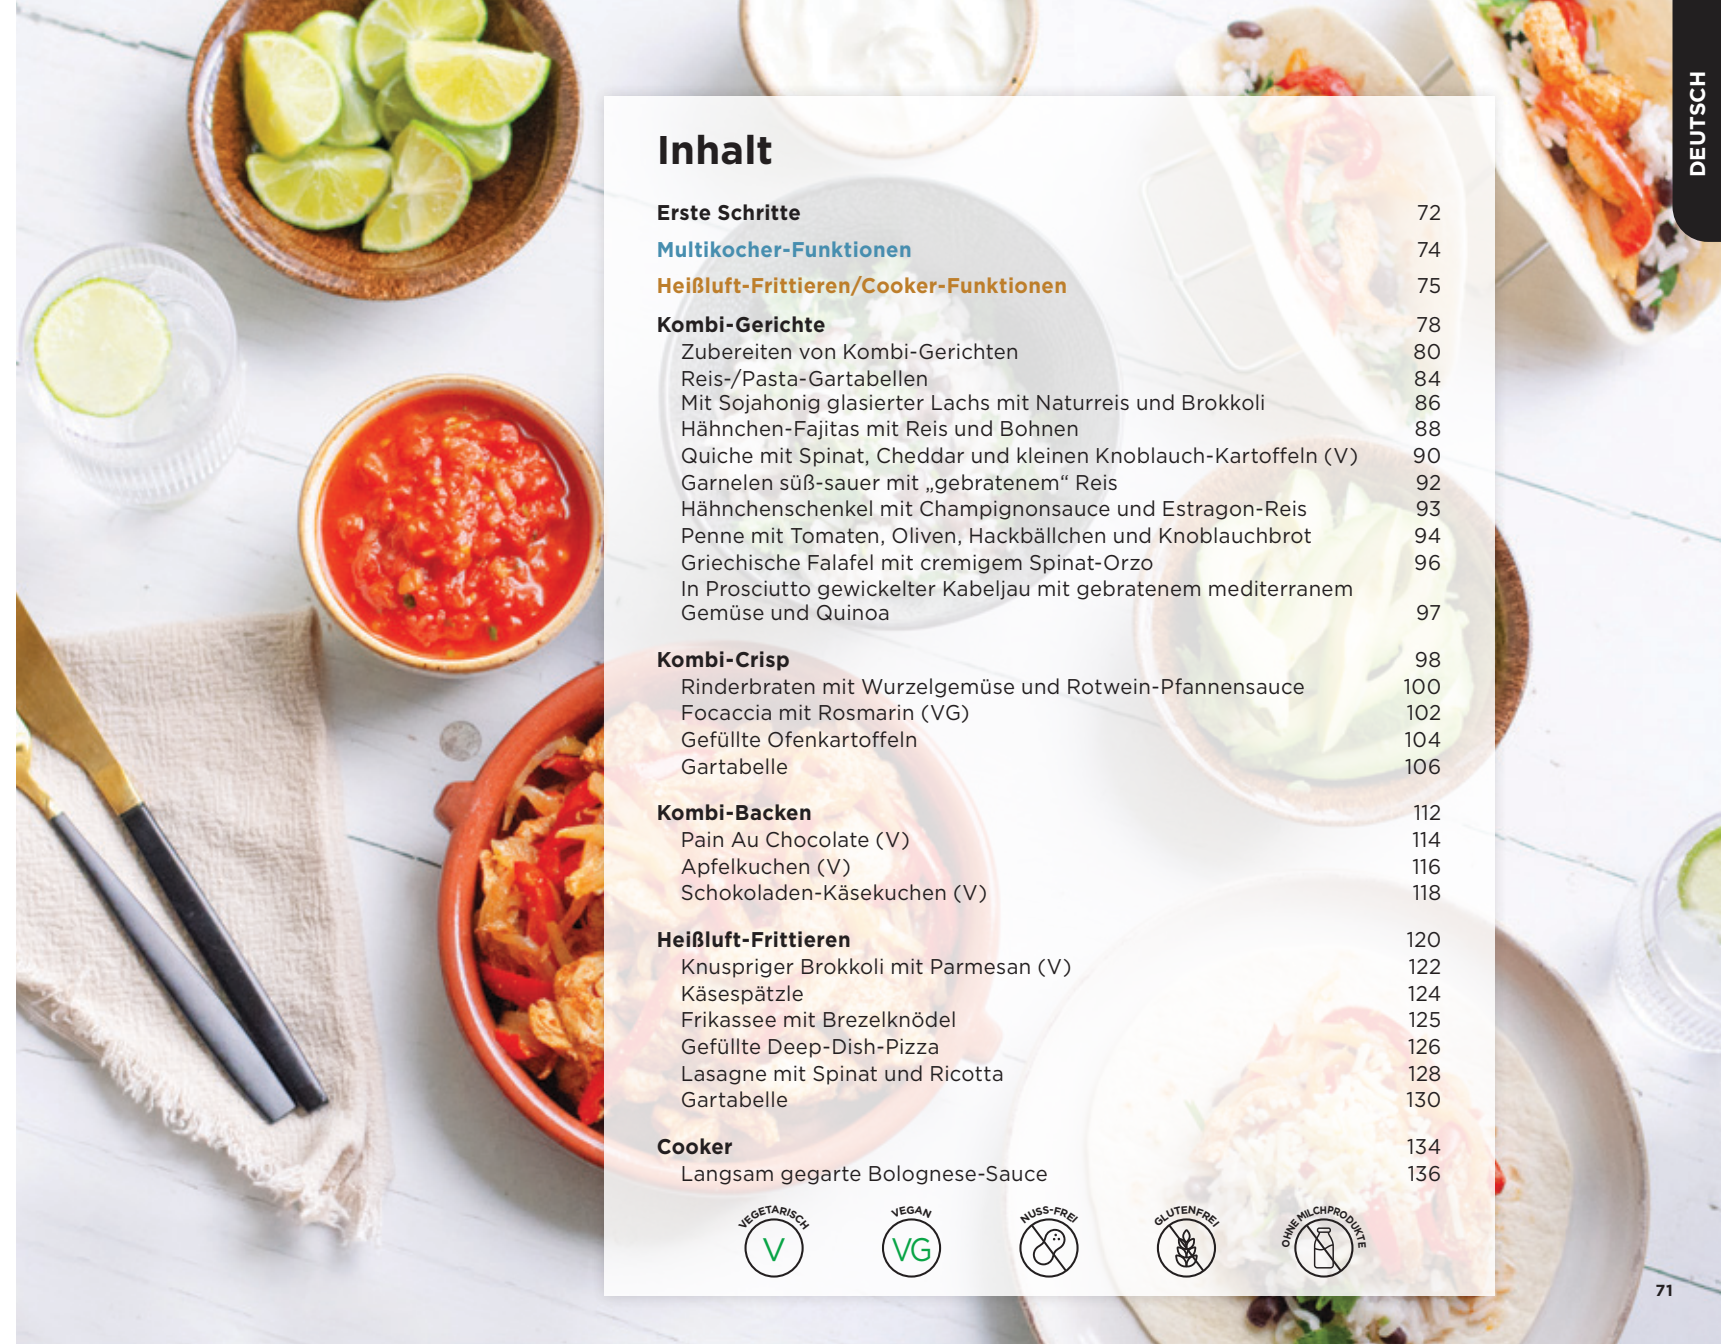 DEUTSCH
Inhalt
Erste Schritte 72
Multikocher-Funktionen 74
Heißluft-Frittieren/Cooker-Funktionen 75
Kombi-Gerichte 78
Zubereiten von Kombi-Gerichten 80
Reis-/Pasta-Gartabellen 84
Mit Sojahonig glasierter Lachs mit Naturreis und Brokkoli 86
Hähnchen-Fajitas mit Reis und Bohnen 88
Quiche mit Spinat, Cheddar und kleinen Knoblauch-Kartoffeln (V) 90
Garnelen süß-sauer mit „gebratenem“ Reis 92
Hähnchenschenkel mit Champignonsauce und Estragon-Reis 93
Penne mit Tomaten, Oliven, Hackbällchen und Knoblauchbrot 94
Griechische Falafel mit cremigem Spinat-Orzo 96
In Prosciutto gewickelter Kabeljau mit gebratenem mediterranem
Gemüse und Quinoa 97
Kombi-Crisp 98
Rinderbraten mit Wurzelgemüse und Rotwein-Pfannensauce 100
Focaccia mit Rosmarin (VG) 102
Gefüllte Ofenkartoffeln 104
Gartabelle 106
Kombi-Backen 112
Pain Au Chocolate (V) 114
Apfelkuchen (V) 116
Schokoladen-Käsekuchen (V) 118
Heißluft-Frittieren 120
Knuspriger Brokkoli mit Parmesan (V) 122
Käsespätzle 124
Frikassee mit Brezelknödel 125
Gefüllte Deep-Dish-Pizza 126
Lasagne mit Spinat und Ricotta 128
Gartabelle 130
Cooker 134
Langsam gegarte Bolognese-Sauce 136
VEGETARISCH VEGAN NUSS-FREI GLUTENFREI OHNE MILCHPRODUKTE
V VG
71